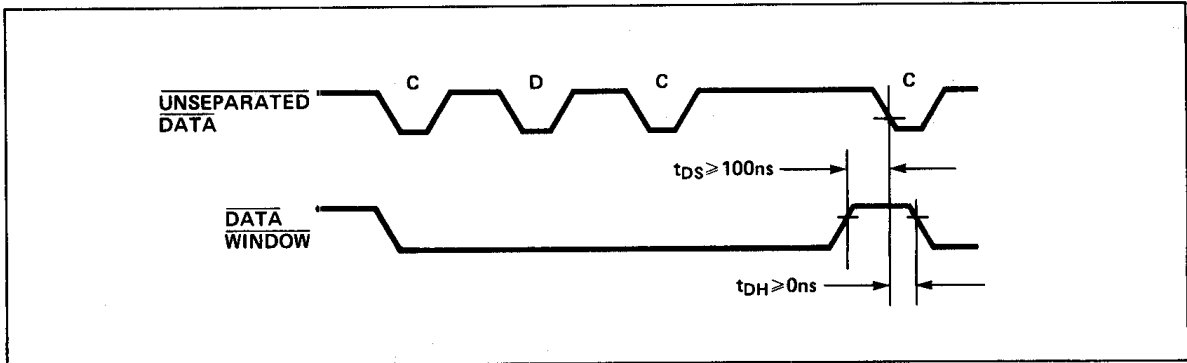 C D C C
UNSEPARATED
DATA
tDS ≥ 100ns
DATA
WINDOW
tDH ≥ 0ns